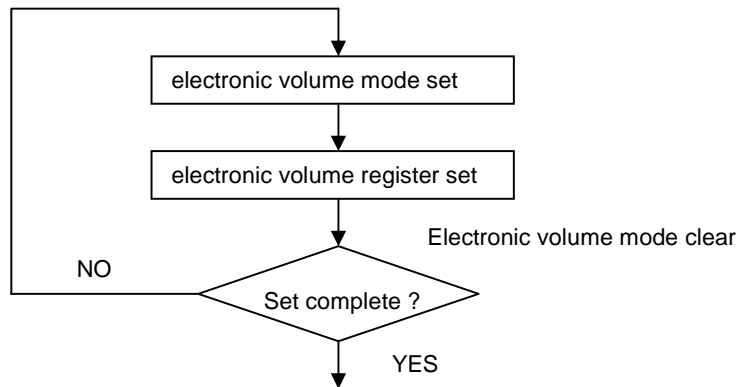 electronic volume mode set
electronic volume register set
Electronic volume mode clear
NO
Set complete ?
YES